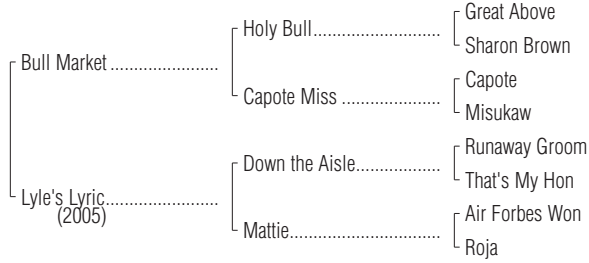 Great Above
Holy Bull
Sharon Brown
Bull Market
Capote
Capote Miss
Misukaw
Runaway Groom
Down the Aisle
That's My Hon
Lyle's Lyric
(2005)
Air Forbes Won
Mattie
Roja